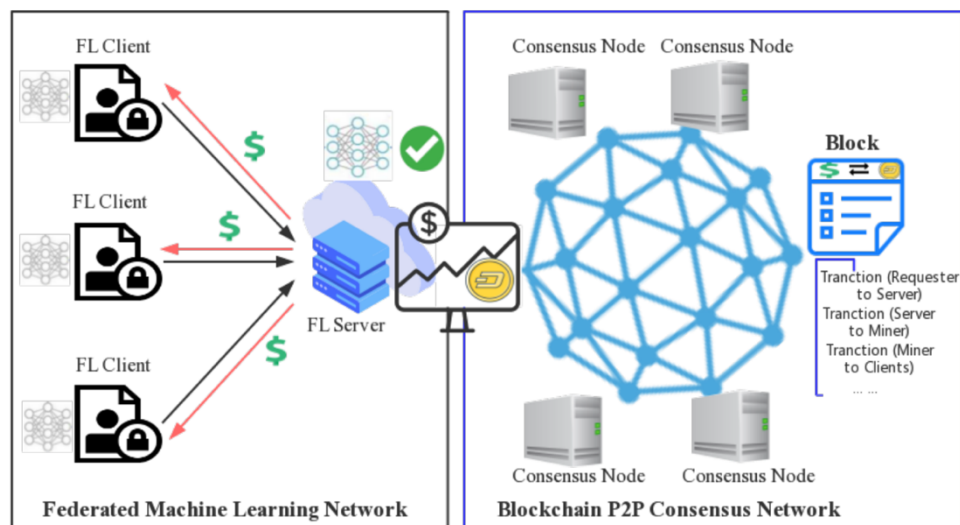 FL Client
$
FL Client
$
FL Client
$
FL Server
$
Federated Machine Learning Network
Consensus Node
Consensus Node
Block
$
Tranction (Requester
to Server)
Tranction (Server
to Miner)
Tranction (Miner
to Clients)
... ...
Consensus Node
Consensus Node
Blockchain P2P Consensus Network